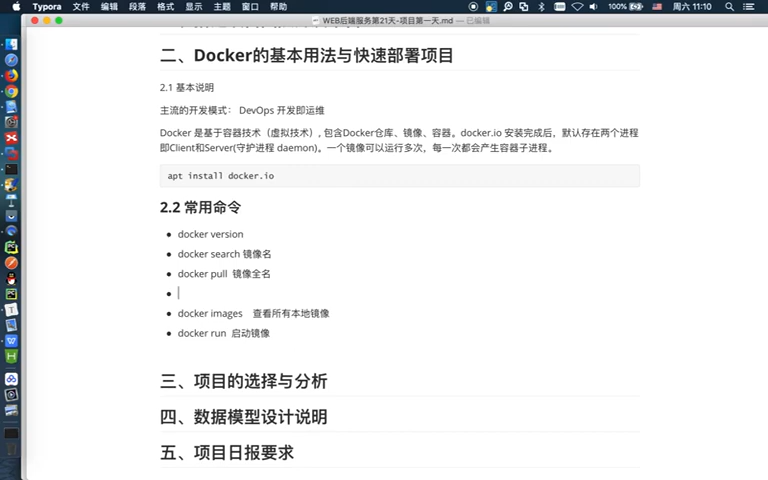 Typora 文件 编辑 段落 格式 显示 主题 窗口 帮助 100% 周六 11:10
WEB后端服务第21天-项目第一天.md — 已编辑
二、Docker的基本用法与快速部署项目
2.1 基本说明
主流的开发模式： DevOps 开发即运维
Docker 是基于容器技术（虚拟技术）, 包含Docker仓库、镜像、容器。docker.io 安装完成后，默认存在两个进程
即Client和Server(守护进程 daemon)。一个镜像可以运行多次，每一次都会产生容器子进程。
apt install docker.io
2.2 常用命令
docker version
docker search 镜像名
docker pull 镜像全名
docker images 查看所有本地镜像
docker run 启动镜像
三、项目的选择与分析
四、数据模型设计说明
五、项目日报要求